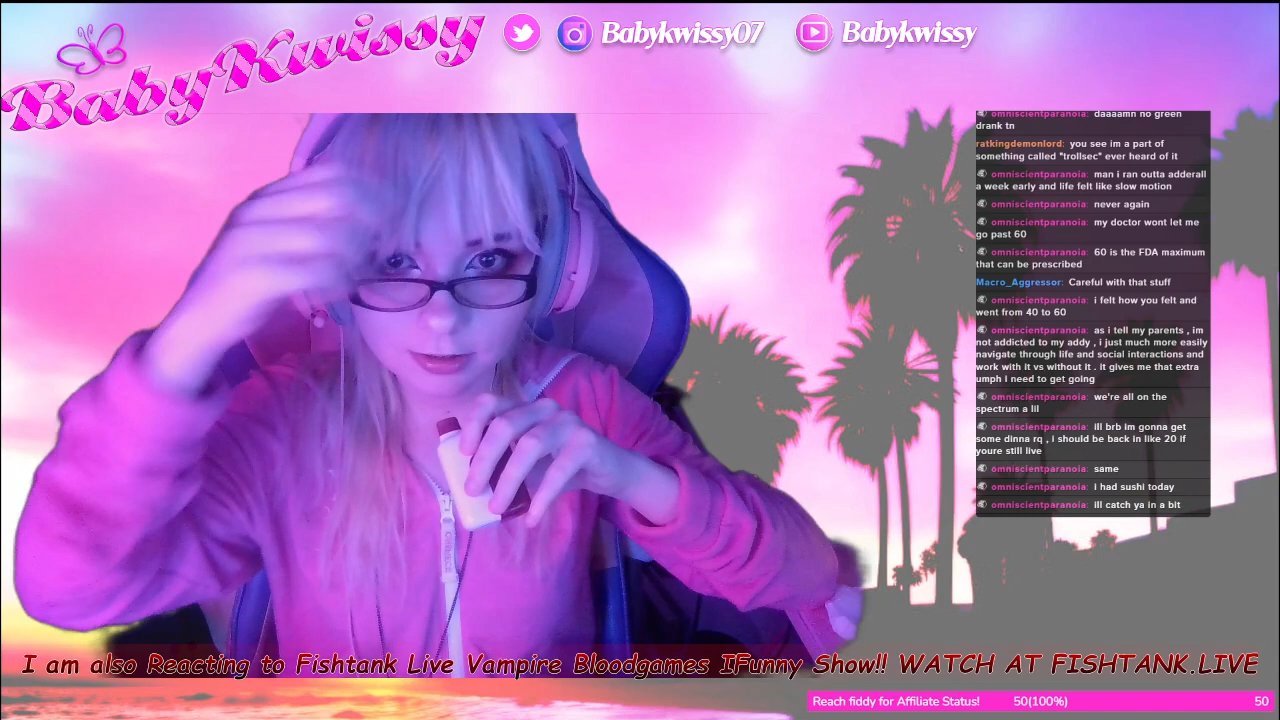 BabyKwissy
Babykwissy07
Babykwissy
omniscientparanoia: daaaamn no green
drank tn
ratkingdemonlord: you see im a part of
something called "trollsec" ever heard of it
omniscientparanoia: man i ran outta adderall
a week early and life felt like slow motion
omniscientparanoia: never again
omniscientparanoia: my doctor wont let me
go past 60
omniscientparanoia: 60 is the FDA maximum
that can be prescribed
Macro_Aggressor: Careful with that stuff
omniscientparanoia: i felt how you felt and
went from 40 to 60
omniscientparanoia: as i tell my parents , im
not addicted to my addy , i just much more easily
navigate through life and social interactions and
work with it vs without it . it gives me that extra
umph I need to get going
omniscientparanoia: we're all on the
spectrum a lil
omniscientparanoia: ill brb im gonna get
some dinna rq , i should be back in like 20 if
youre still live
omniscientparanoia: same
omniscientparanoia: I had sushi today
omniscientparanoia: ill catch ya in a bit
I am also Reacting to Fishtank Live Vampire Bloodgames IFunny Show!! WATCH AT FISHTANK.LIVE
Reach fiddy for Affiliate Status! 50(100%) 50